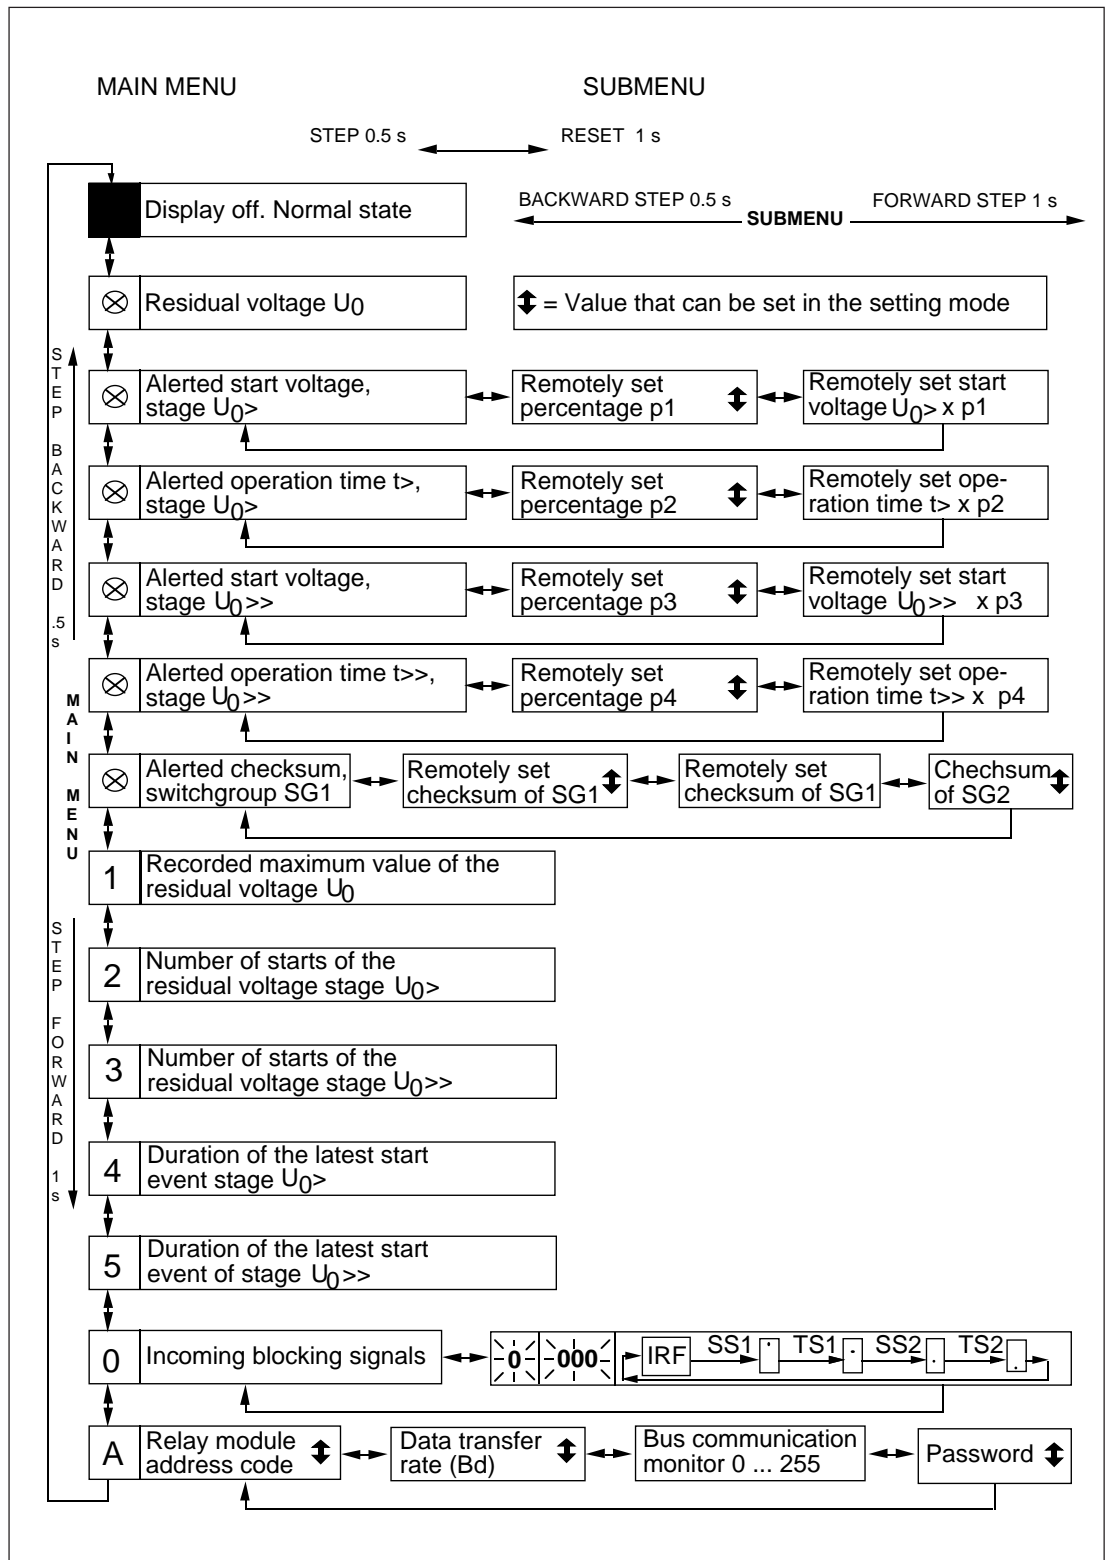 MAIN MENU
SUBMENU
STEP 0.5 s
RESET 1 s
Display off. Normal state
BACKWARD STEP 0.5 s
SUBMENU
FORWARD STEP 1 s
Residual voltage U0
= Value that can be set in the setting mode
STEP BACKWARD .5 s
Alerted start voltage,
stage U0>
Remotely set
percentage p1
Remotely set start
voltage U0> x p1
Alerted operation time t>,
stage U0>
Remotely set
percentage p2
Remotely set ope-
ration time t> x p2
Alerted start voltage,
stage U0>>
Remotely set
percentage p3
Remotely set start
voltage U0>> x p3
Alerted operation time t>>,
stage U0>>
Remotely set
percentage p4
Remotely set ope-
ration time t>> x p4
MAIN MENU
Alerted checksum,
switchgroup SG1
Remotely set
checksum of SG1
Remotely set
checksum of SG1
Chechsum
of SG2
1
Recorded maximum value of the
residual voltage U0
STEP FORWARD 1 s
2
Number of starts of the
residual voltage stage U0>
3
Number of starts of the
residual voltage stage U0>>
4
Duration of the latest start
event stage U0>
5
Duration of the latest start
event of stage U0>>
0
Incoming blocking signals
0
000
IRF
SS1
TS1
SS2
TS2
A
Relay module
address code
Data transfer
rate (Bd)
Bus communication
monitor 0 ... 255
Password